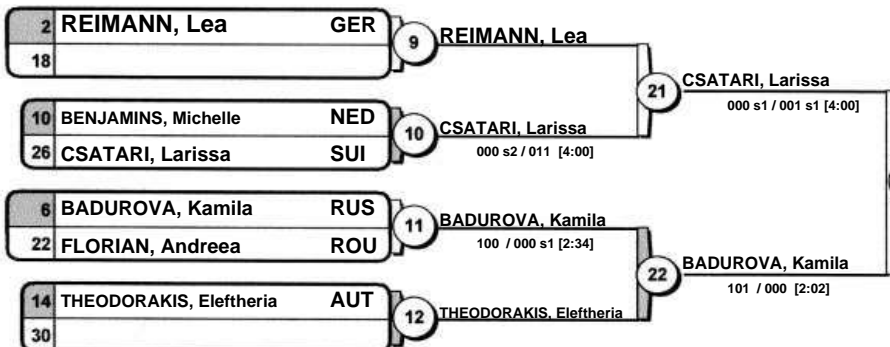 2 REIMANN, Lea GER
18
9
REIMANN, Lea
10 BENJAMINS, Michelle NED
26 CSATARI, Larissa SUI
10
CSATARI, Larissa
000 s2 / 011 [4:00]
21
CSATARI, Larissa
000 s1 / 001 s1 [4:00]
6 BADUROVA, Kamila RUS
22 FLORIAN, Andreea ROU
11
BADUROVA, Kamila
100 / 000 s1 [2:34]
14 THEODORAKIS, Eleftheria AUT
30
12
THEODORAKIS, Eleftheria
22
BADUROVA, Kamila
101 / 000 [2:02]